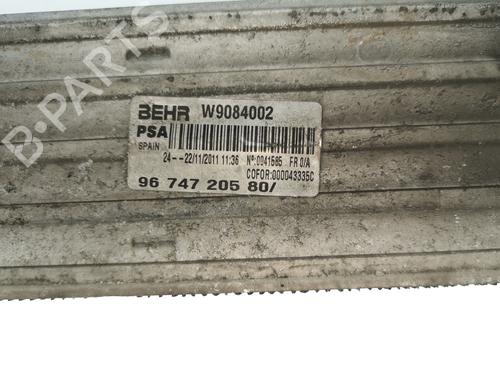 B-PARTS
BEHR W9084002
PSA
SPAIN
24--22/11/2011 11:36 Nº:0041565 FR 0/A
COFOR:000043335C
96 747 205 80/